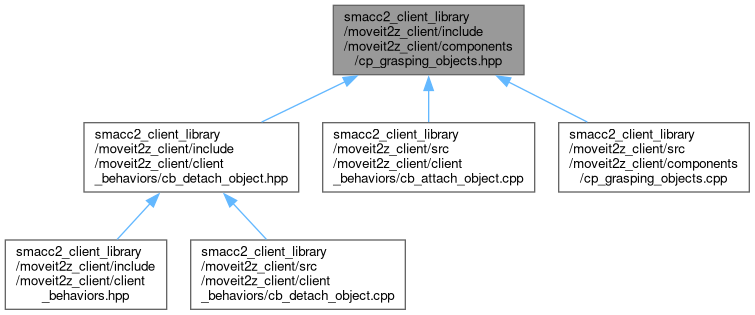 smacc2_client_library
/moveit2z_client/include
/moveit2z_client/components
/cp_grasping_objects.hpp
smacc2_client_library
/moveit2z_client/include
/moveit2z_client/client
_behaviors/cb_detach_object.hpp
smacc2_client_library
/moveit2z_client/src
/moveit2z_client/client
_behaviors/cb_attach_object.cpp
smacc2_client_library
/moveit2z_client/src
/moveit2z_client/components
/cp_grasping_objects.cpp
smacc2_client_library
/moveit2z_client/include
/moveit2z_client/client
_behaviors.hpp
smacc2_client_library
/moveit2z_client/src
/moveit2z_client/client
_behaviors/cb_detach_object.cpp